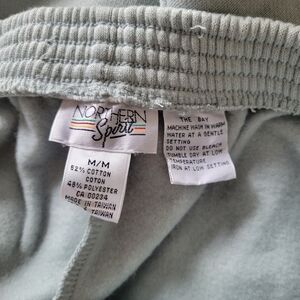 NORTHERN
Spirit
M/M
52% COTTON
COTON
48% POLYESTER
CA 00234
MADE IN TAIWAN
TAIWAN
THE BAY
MACHINE WASH IN WARM
WATER AT A GENTLE
SETTING
DO NOT USE BLEACH
TUMBLE DRY AT LOW
TEMPERATURE
IRON AT LOW SETTING